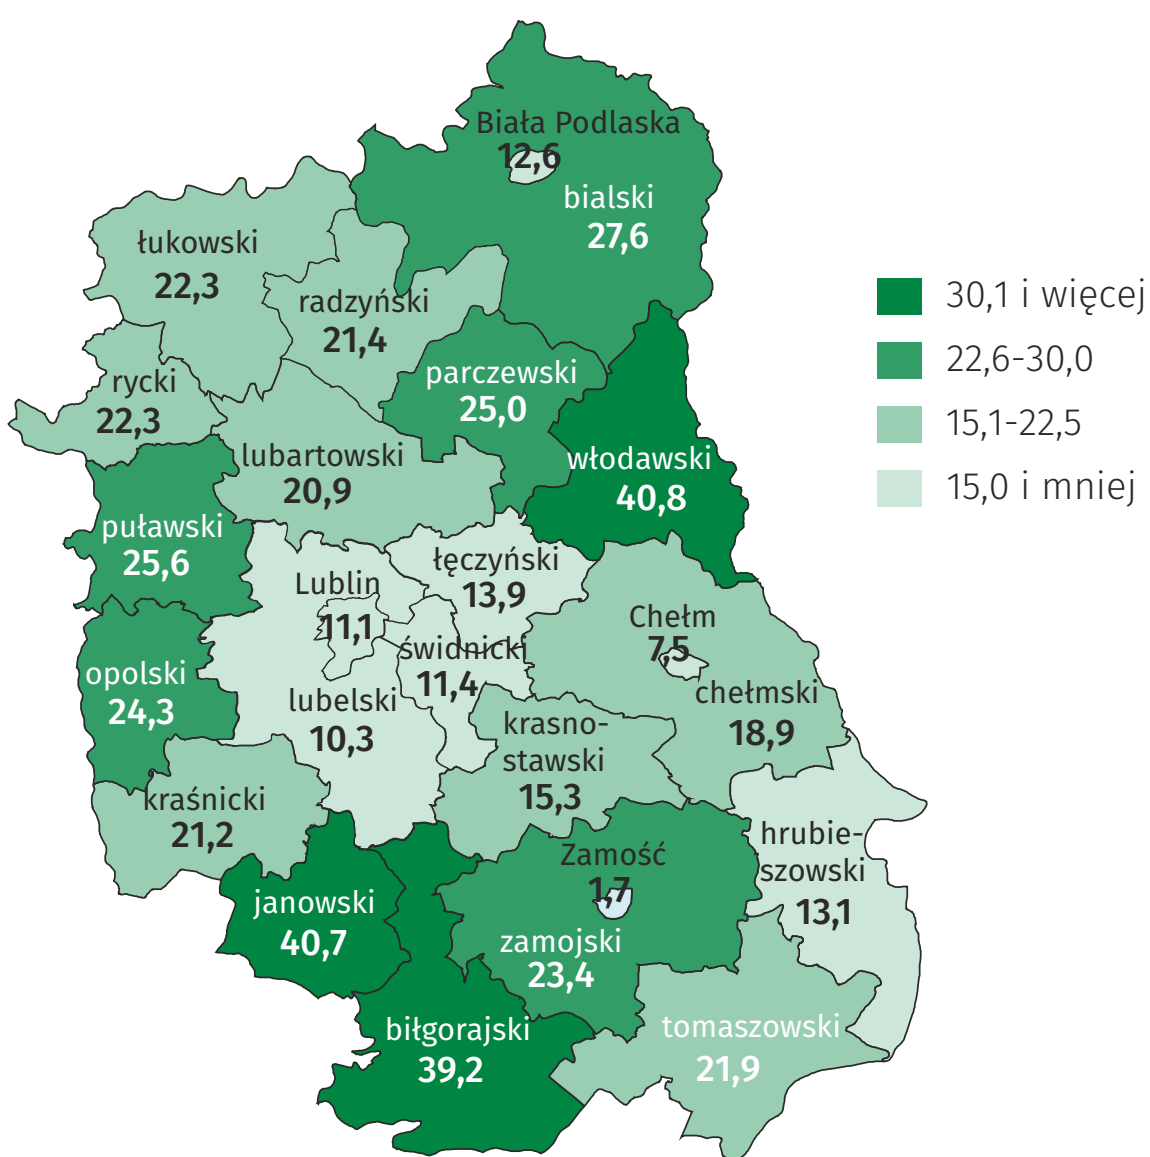 Biała Podlaska
12,6
bialski
27,6
łukowski
22,3
radzyński
21,4
rycki
22,3
parczewski
25,0
lubartowski
20,9
włodawski
40,8
puławski
25,6
łęczyński
13,9
Lublin
11,1
świdnicki
11,4
Chełm
7,5
opolski
24,3
lubelski
10,3
chełmski
18,9
krasno-
stawski
15,3
kraśnicki
21,2
hrubie-
szowski
13,1
Zamość
1,7
janowski
40,7
zamojski
23,4
biłgorajski
39,2
tomaszowski
21,9
30,1 i więcej
22,6-30,0
15,1-22,5
15,0 i mniej